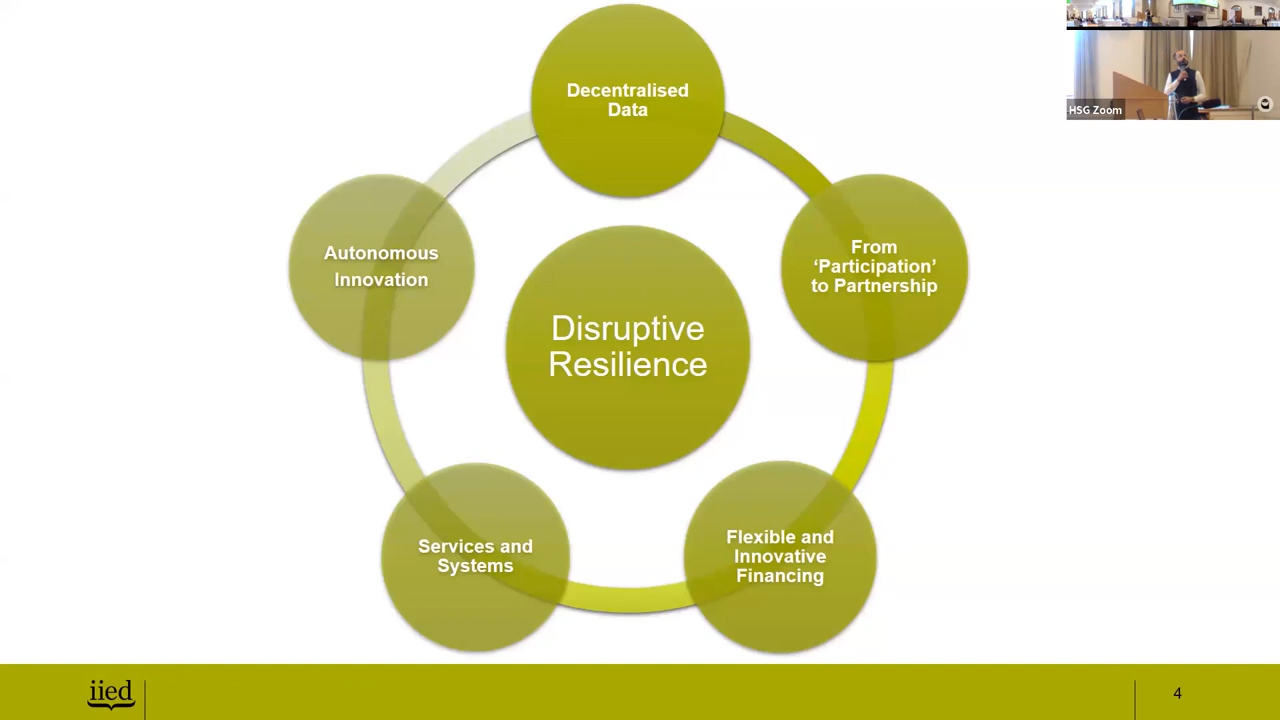 Decentralised
Data
From
‘Participation’
to Partnership
Flexible and
Innovative
Financing
Services and
Systems
Autonomous
Innovation
Disruptive
Resilience
HSG Zoom
iied
4